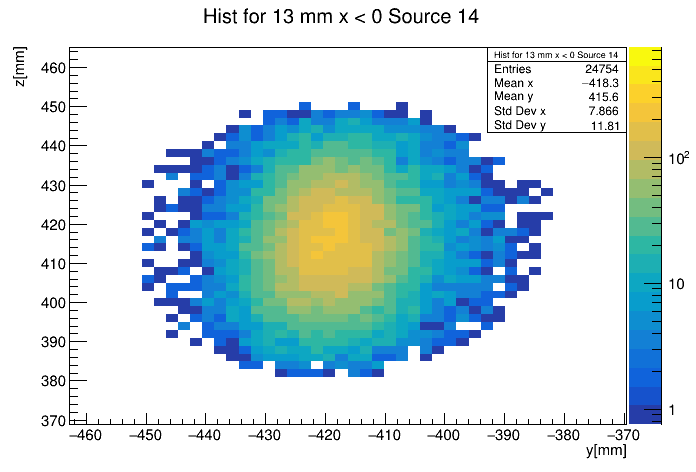 Hist for 13 mm x < 0 Source 14
z[mm]
Hist for 13 mm x < 0 Source 14
Entries 24754
Mean x −418.3
Mean y 415.6
Std Dev x 7.866
Std Dev y 11.81
460
450
440
430
420
410
400
390
380
370
10²
10
1
−460 −450 −440 −430 −420 −410 −400 −390 −380 −370
y[mm]